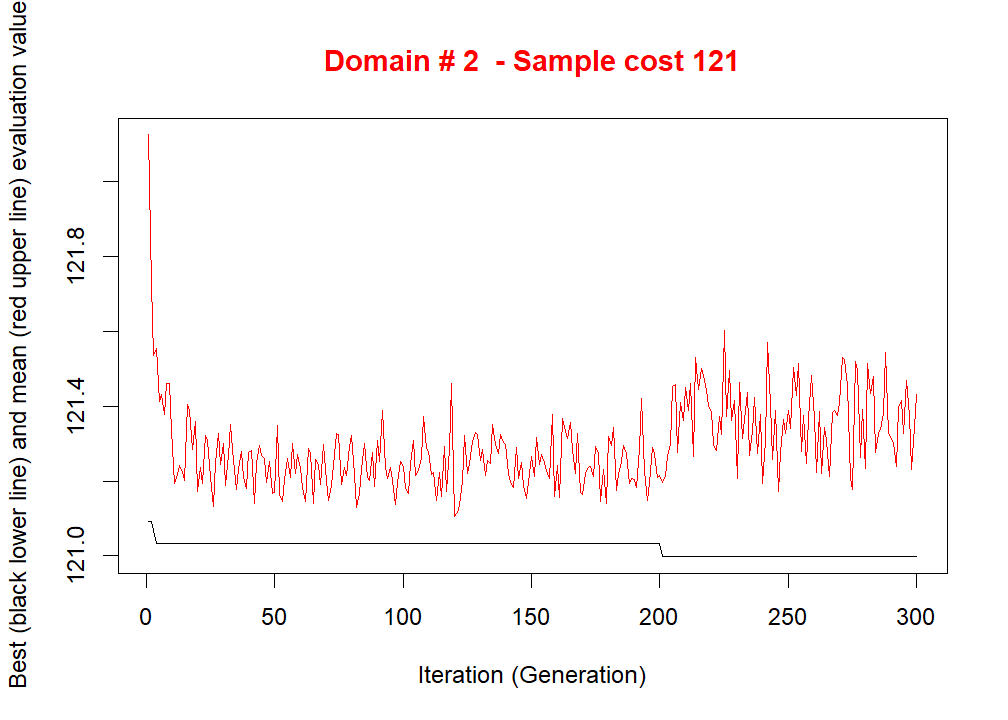 Domain # 2  - Sample cost 121
Best (black lower line) and mean (red upper line) evaluation value
121.8
121.4
121.0
0 50 100 150 200 250 300
Iteration (Generation)